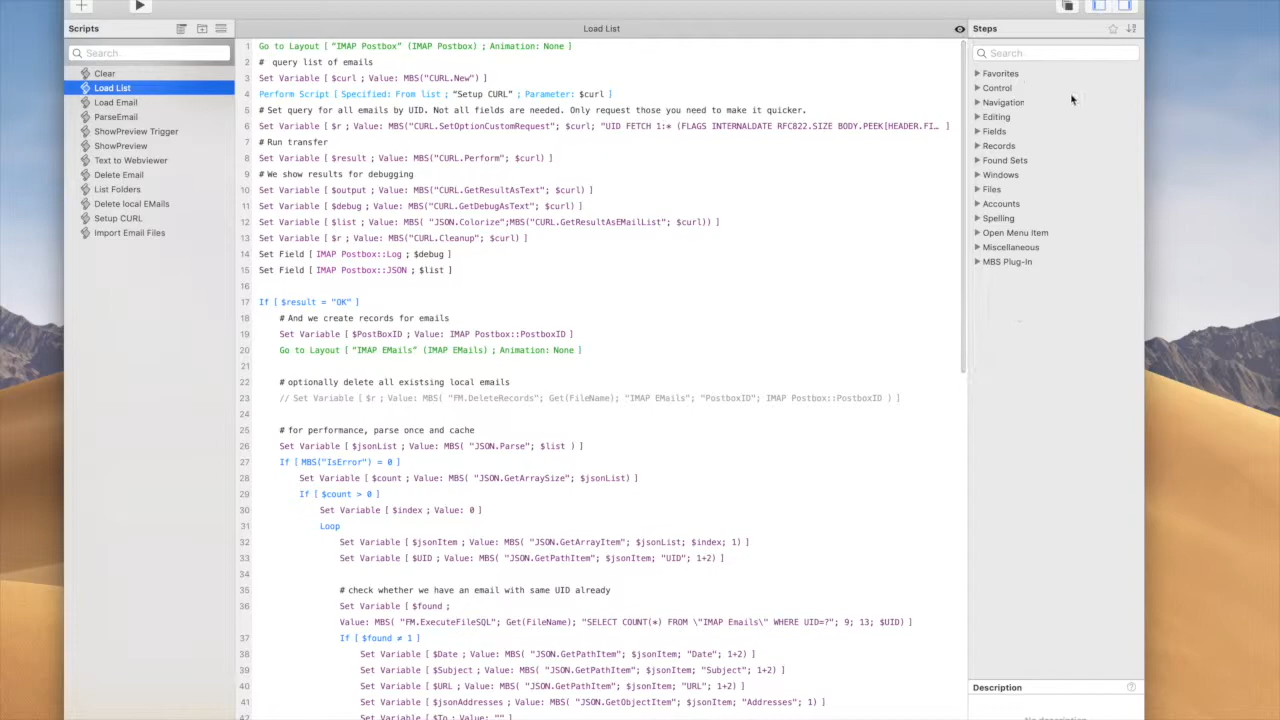 Scripts
Load List
Steps
Search
Search
Clear
Load List
Load Email
ParseEmail
ShowPreview Trigger
ShowPreview
Text to Webviewer
Delete Email
List Folders
Delete local EMails
Setup CURL
Import Email Files
1 Go to Layout [ "IMAP Postbox" (IMAP Postbox) ; Animation: None ]
2 # query list of emails
3 Set Variable [ $curl ; Value: MBS("CURL.New") ]
4 Perform Script [ Specified: From list ; "Setup CURL" ; Parameter: $curl ]
5 # Set query for all emails by UID. Not all fields are needed. Only request those you need to make it quicker.
6 Set Variable [ $r ; Value: MBS("CURL.SetOptionCustomRequest"; $curl; "UID FETCH 1:* (FLAGS INTERNALDATE RFC822.SIZE BODY.PEEK[HEADER.FI… ]
7 # Run transfer
8 Set Variable [ $result ; Value: MBS("CURL.Perform"; $curl) ]
9 # We show results for debugging
10 Set Variable [ $output ; Value: MBS("CURL.GetResultAsText"; $curl) ]
11 Set Variable [ $debug ; Value: MBS("CURL.GetDebugAsText"; $curl) ]
12 Set Variable [ $list ; Value: MBS( "JSON.Colorize";MBS("CURL.GetResultAsEMailList"; $curl)) ]
13 Set Variable [ $r ; Value: MBS("CURL.Cleanup"; $curl) ]
14 Set Field [ IMAP Postbox::Log ; $debug ]
15 Set Field [ IMAP Postbox::JSON ; $list ]
16
17 If [ $result = "OK" ]
18 # And we create records for emails
19 Set Variable [ $PostBoxID ; Value: IMAP Postbox::PostboxID ]
20 Go to Layout [ "IMAP EMails" (IMAP EMails) ; Animation: None ]
21
22 # optionally delete all existsing local emails
23 // Set Variable [ $r ; Value: MBS( "FM.DeleteRecords"; Get(FileName); "IMAP EMails"; "PostboxID"; IMAP Postbox::PostboxID ) ]
24
25 # for performance, parse once and cache
26 Set Variable [ $jsonList ; Value: MBS( "JSON.Parse"; $list ) ]
27 If [ MBS("IsError") = 0 ]
28 Set Variable [ $count ; Value: MBS( "JSON.GetArraySize"; $jsonList) ]
29 If [ $count > 0 ]
30 Set Variable [ $index ; Value: 0 ]
31 Loop
32 Set Variable [ $jsonItem ; Value: MBS( "JSON.GetArrayItem"; $jsonList; $index; 1) ]
33 Set Variable [ $UID ; Value: MBS( "JSON.GetPathItem"; $jsonItem; "UID"; 1+2) ]
34
35 # check whether we have an email with same UID already
36 Set Variable [ $found ;
Value: MBS( "FM.ExecuteFileSQL"; Get(FileName); "SELECT COUNT(*) FROM \"IMAP Emails\" WHERE UID=?"; 9; 13; $UID) ]
37 If [ $found ≠ 1 ]
38 Set Variable [ $Date ; Value: MBS( "JSON.GetPathItem"; $jsonItem; "Date"; 1+2) ]
39 Set Variable [ $Subject ; Value: MBS( "JSON.GetPathItem"; $jsonItem; "Subject"; 1+2) ]
40 Set Variable [ $URL ; Value: MBS( "JSON.GetPathItem"; $jsonItem; "URL"; 1+2) ]
41 Set Variable [ $jsonAddresses ; Value: MBS( "JSON.GetObjectItem"; $jsonItem; "Addresses"; 1) ]
42 Set Variable [ $To ; Value: "" ]
Favorites
Control
Navigation
Editing
Fields
Records
Found Sets
Windows
Files
Accounts
Spelling
Open Menu Item
Miscellaneous
MBS Plug-In
Description